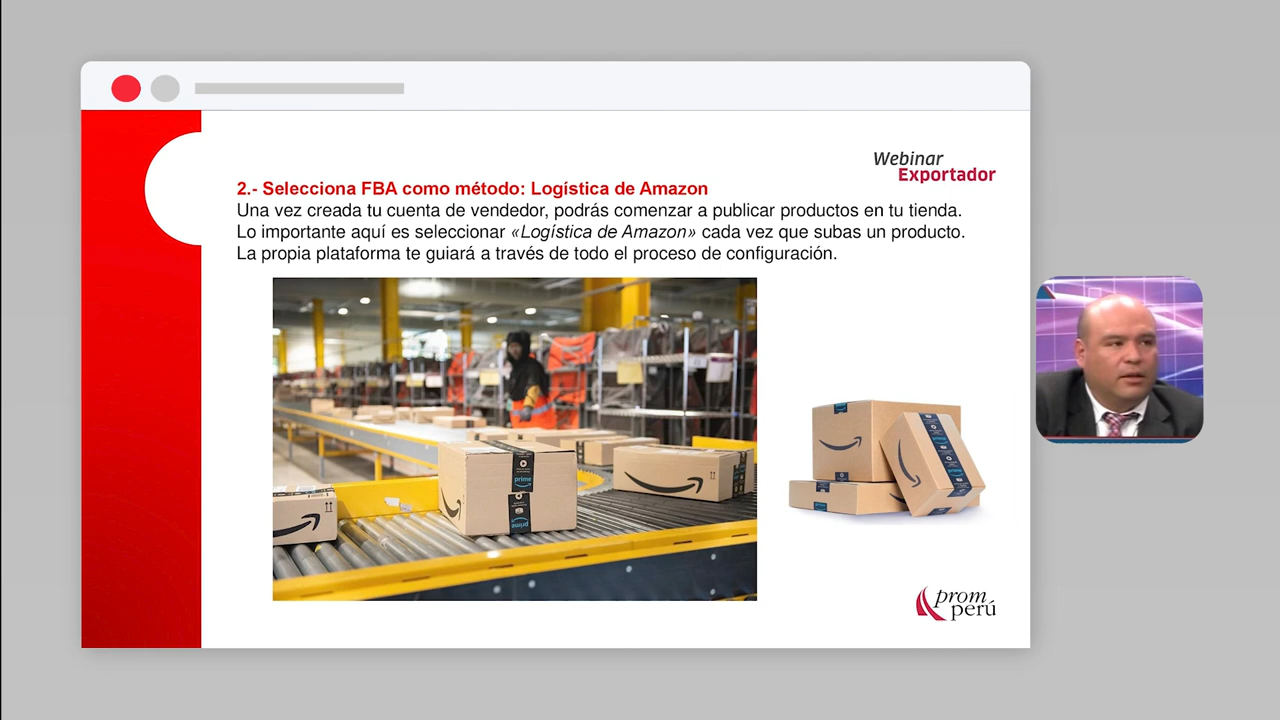 Webinar
Exportador
2.- Selecciona FBA como método: Logística de Amazon
Una vez creada tu cuenta de vendedor, podrás comenzar a publicar productos en tu tienda.
Lo importante aquí es seleccionar «Logística de Amazon» cada vez que subas un producto.
La propia plataforma te guiará a través de todo el proceso de configuración.
prime
prime
prom
perú